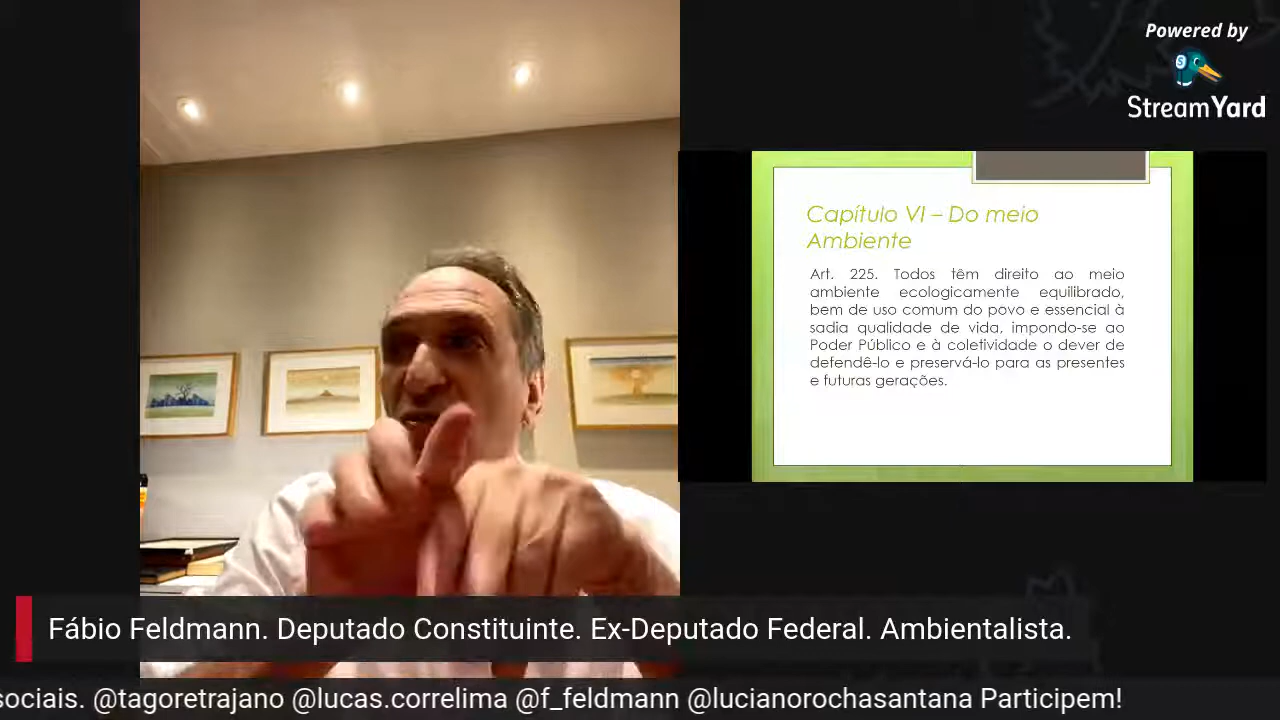 Powered by
StreamYard
Capítulo VI – Do meio
Ambiente
Art. 225. Todos têm direito ao meio
ambiente ecologicamente equilibrado,
bem de uso comum do povo e essencial à
sadia qualidade de vida, impondo-se ao
Poder Público e à coletividade o dever de
defendê-lo e preservá-lo para as presentes
e futuras gerações.
Fábio Feldmann. Deputado Constituinte. Ex-Deputado Federal. Ambientalista.
sociais. @tagoretrajano @lucas.correlima @f_feldmann @lucianorochasantana Participem!